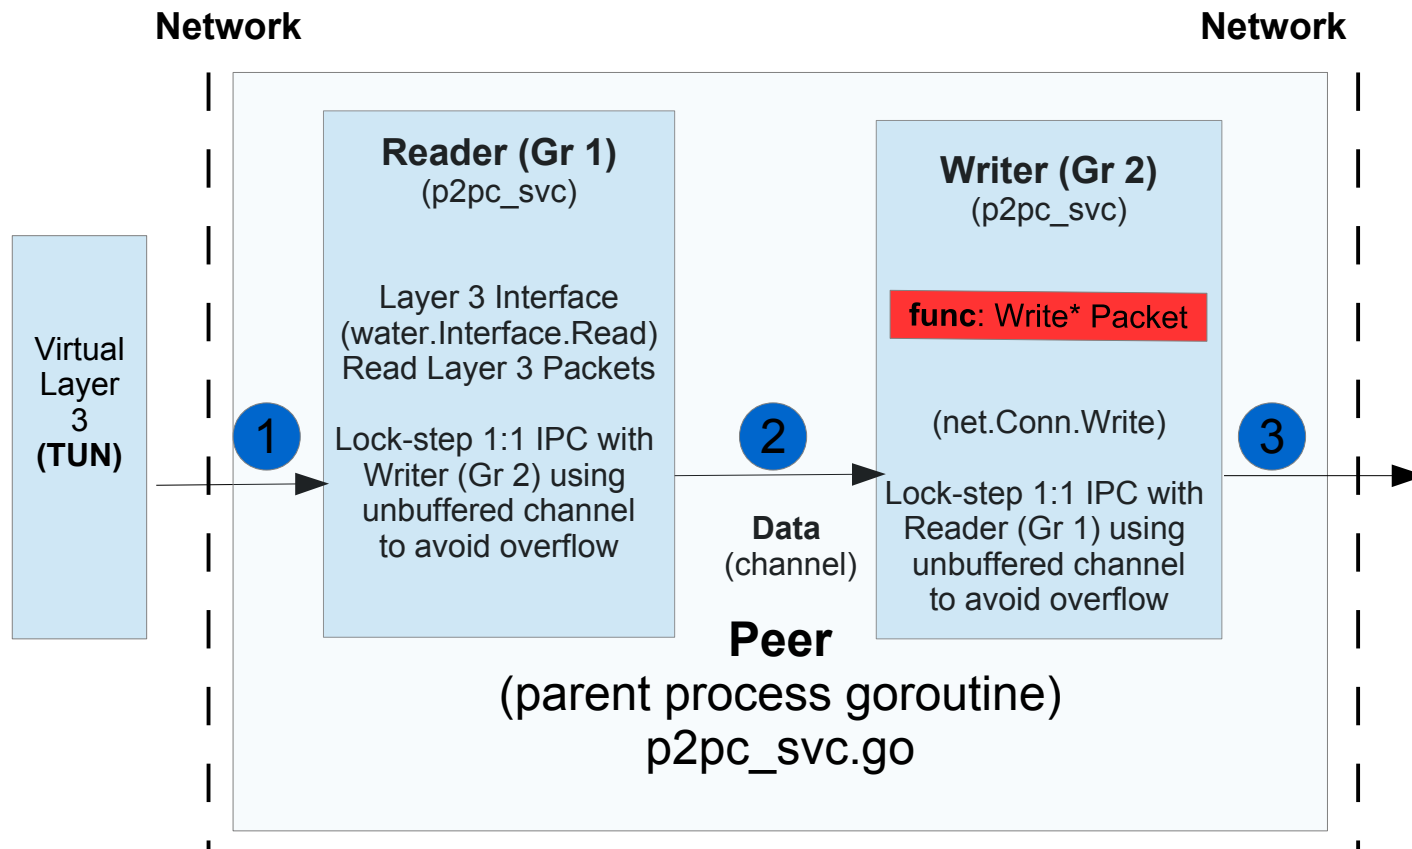 Network
Network
Virtual
Layer
3
(TUN)
1
Reader (Gr 1)
(p2pc_svc)
Layer 3 Interface
(water.Interface.Read)
Read Layer 3 Packets
Lock-step 1:1 IPC with
Writer (Gr 2) using
unbuffered channel
to avoid overflow
2
Data
(channel)
Writer (Gr 2)
(p2pc_svc)
func: Write* Packet
(net.Conn.Write)
Lock-step 1:1 IPC with
Reader (Gr 1) using
unbuffered channel
to avoid overflow
3
Peer
(parent process goroutine)
p2pc_svc.go